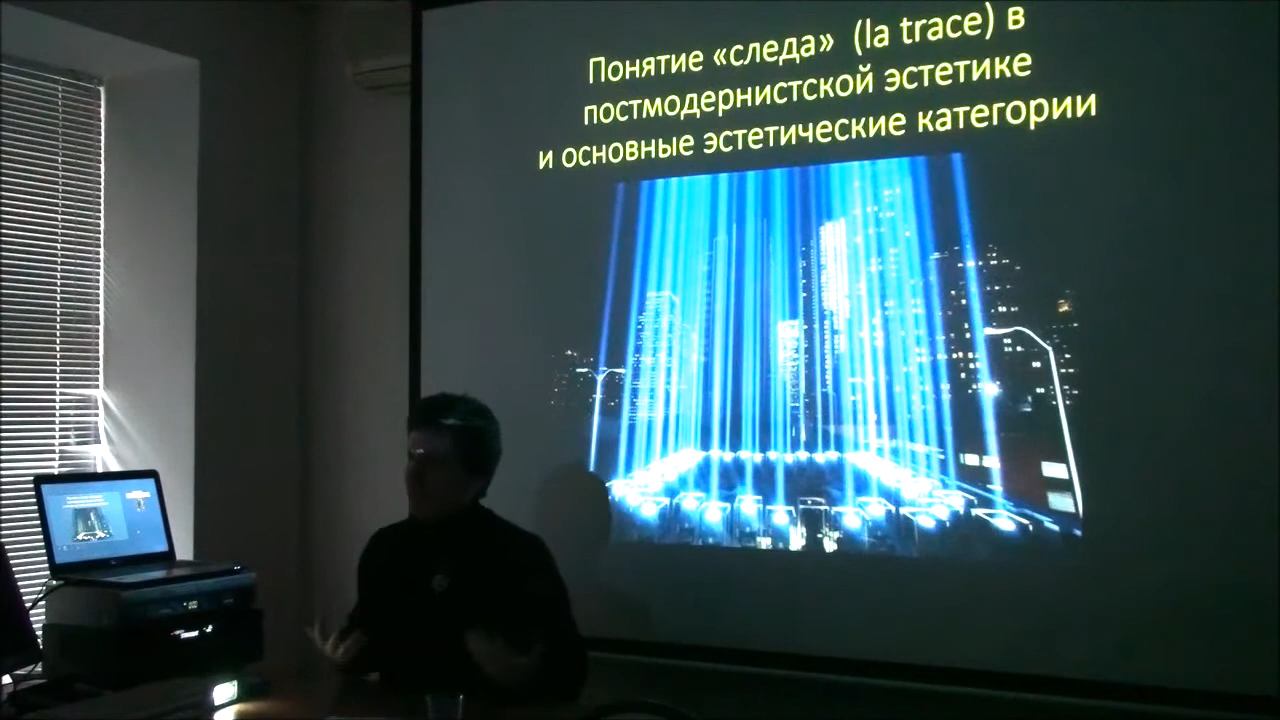 Понятие «следа» (la trace) в
постмодернистской эстетике
и основные эстетические категории